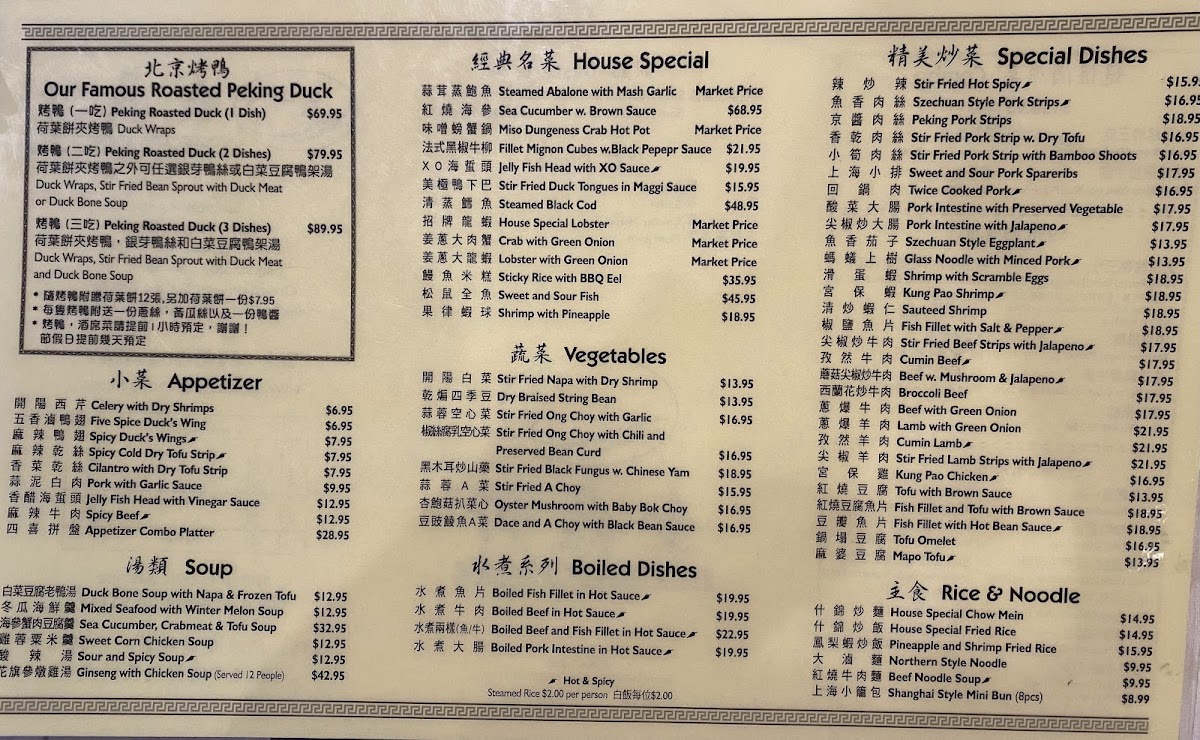 北京烤鴨
Our Famous Roasted Peking Duck
烤鴨 (一吃) Peking Roasted Duck (1 Dish) $69.95
荷葉餅夾烤鴨 Duck Wraps
烤鴨 (二吃) Peking Roasted Duck (2 Dishes) $79.95
荷葉餅夾烤鴨之外可任選銀芽鴨絲或白菜豆腐鴨架湯
Duck Wraps, Stir Fried Bean Sprout with Duck Meat
or Duck Bone Soup
烤鴨 (三吃) Peking Roasted Duck (3 Dishes) $89.95
荷葉餅夾烤鴨，銀芽鴨絲和白菜豆腐鴨架湯
Duck Wraps, Stir Fried Bean Sprout with Duck Meat
and Duck Bone Soup
* 隨烤鴨附贈荷葉餅12張,另加荷葉餅一份$7.95
* 每隻烤鴨附送一份蔥絲，黃瓜絲以及一份鴨醬
* 烤鴨，酒席菜請提前1小時預定，謝謝！
節假日提前幾天預定
小菜 Appetizer
開陽西芹 Celery with Dry Shrimps $6.95
五香滷鴨翅 Five Spice Duck's Wing $6.95
麻辣鴨翅 Spicy Duck's Wings $7.95
麻辣乾絲 Spicy Cold Dry Tofu Strip $7.95
香菜乾絲 Cilantro with Dry Tofu Strip $7.95
蒜泥白肉 Pork with Garlic Sauce $9.95
香醋海蜇頭 Jelly Fish Head with Vinegar Sauce $12.95
麻辣牛肉 Spicy Beef $12.95
四喜拼盤 Appetizer Combo Platter $28.95
湯類 Soup
白菜豆腐老鴨湯 Duck Bone Soup with Napa & Frozen Tofu $12.95
冬瓜海鮮羹 Mixed Seafood with Winter Melon Soup $12.95
海參蟹肉豆腐羹 Sea Cucumber, Crabmeat & Tofu Soup $32.95
雞蓉粟米羹 Sweet Corn Chicken Soup $12.95
酸辣湯 Sour and Spicy Soup $12.95
花旗參燉雞湯 Ginseng with Chicken Soup (Served 12 People) $42.95
經典名菜 House Special
蒜茸蒸鮑魚 Steamed Abalone with Mash Garlic Market Price
紅燒海參 Sea Cucumber w. Brown Sauce $68.95
味噌螃蟹鍋 Miso Dungeness Crab Hot Pot Market Price
法式黑椒牛柳 Fillet Mignon Cubes w.Black Pepepr Sauce $21.95
XO海蜇頭 Jelly Fish Head with XO Sauce $19.95
美極鴨下巴 Stir Fried Duck Tongues in Maggi Sauce $15.95
清蒸鱈魚 Steamed Black Cod $48.95
招牌龍蝦 House Special Lobster Market Price
姜蔥大肉蟹 Crab with Green Onion Market Price
姜蔥大龍蝦 Lobster with Green Onion Market Price
鰻魚米糕 Sticky Rice with BBQ Eel $35.95
松鼠全魚 Sweet and Sour Fish $45.95
果律蝦球 Shrimp with Pineapple $18.95
蔬菜 Vegetables
開陽白菜 Stir Fried Napa with Dry Shrimp $13.95
乾煸四季豆 Dry Braised String Bean $13.95
蒜蓉空心菜 Stir Fried Ong Choy with Garlic $16.95
椒絲腐乳空心菜 Stir Fried Ong Choy with Chili and
Preserved Bean Curd $16.95
黑木耳炒山藥 Stir Fried Black Fungus w. Chinese Yam $18.95
蒜蓉A菜 Stir Fried A Choy $15.95
杏鮑菇扒菜心 Oyster Mushroom with Baby Bok Choy $16.95
豆豉鯪魚A菜 Dace and A Choy with Black Bean Sauce $16.95
水煮系列 Boiled Dishes
水煮魚片 Boiled Fish Fillet in Hot Sauce $19.95
水煮牛肉 Boiled Beef in Hot Sauce $19.95
水煮兩樣(魚/牛) Boiled Beef and Fish Fillet in Hot Sauce $22.95
水煮大腸 Boiled Pork Intestine in Hot Sauce $19.95
Hot & Spicy
Steamed Rice $2.00 per person 白飯每位$2.00
精美炒菜 Special Dishes
辣炒辣 Stir Fried Hot Spicy $15.95
魚香肉絲 Szechuan Style Pork Strips $16.95
京醬肉絲 Peking Pork Strips $18.95
香乾肉絲 Stir Fried Pork Strip w. Dry Tofu $16.95
小筍肉絲 Stir Fried Pork Strip with Bamboo Shoots $16.95
上海小排 Sweet and Sour Pork Spareribs $17.95
回鍋肉 Twice Cooked Pork $16.95
酸菜大腸 Pork Intestine with Preserved Vegetable $17.95
尖椒炒大腸 Pork Intestine with Jalapeno $17.95
魚香茄子 Szechuan Style Eggplant $13.95
螞蟻上樹 Glass Noodle with Minced Pork $13.95
滑蛋蝦 Shrimp with Scramble Eggs $18.95
宮保蝦 Kung Pao Shrimp $18.95
清炒蝦仁 Sauteed Shrimp $18.95
椒鹽魚片 Fish Fillet with Salt & Pepper $18.95
尖椒炒牛肉 Stir Fried Beef Strips with Jalapeno $17.95
孜然牛肉 Cumin Beef $17.95
蘑菇尖椒炒牛肉 Beef w. Mushroom & Jalapeno $17.95
西蘭花炒牛肉 Broccoli Beef $17.95
蔥爆牛肉 Beef with Green Onion $17.95
蔥爆羊肉 Lamb with Green Onion $21.95
孜然羊肉 Cumin Lamb $21.95
尖椒羊肉 Stir Fried Lamb Strips with Jalapeno $21.95
宮保雞 Kung Pao Chicken $16.95
紅燒豆腐 Tofu with Brown Sauce $13.95
紅燒豆腐魚片 Fish Fillet and Tofu with Brown Sauce $18.95
豆瓣魚片 Fish Fillet with Hot Bean Sauce $18.95
鍋塌豆腐 Tofu Omelet $16.95
麻婆豆腐 Mapo Tofu $13.95
主食 Rice & Noodle
什錦炒麵 House Special Chow Mein $14.95
什錦炒飯 House Special Fried Rice $14.95
鳳梨蝦炒飯 Pineapple and Shrimp Fried Rice $15.95
大滷麵 Northern Style Noodle $9.95
紅燒牛肉麵 Beef Noodle Soup $9.95
上海小籠包 Shanghai Style Mini Bun (8pcs) $8.99